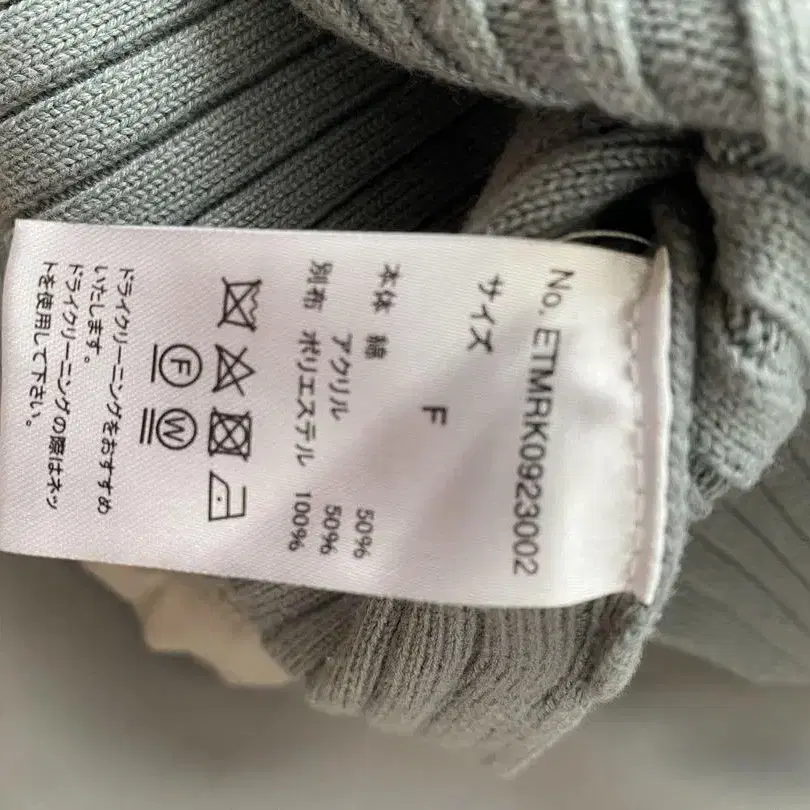 No. ETMRK0923002
サイズ
F
本体 綿 50%
アクリル 50%
別布 ポリエステル 100%
F
W
ドライクリーニングをおすすめ
いたします。
ドライクリーニングの際はネッ
トを使用して下さい。